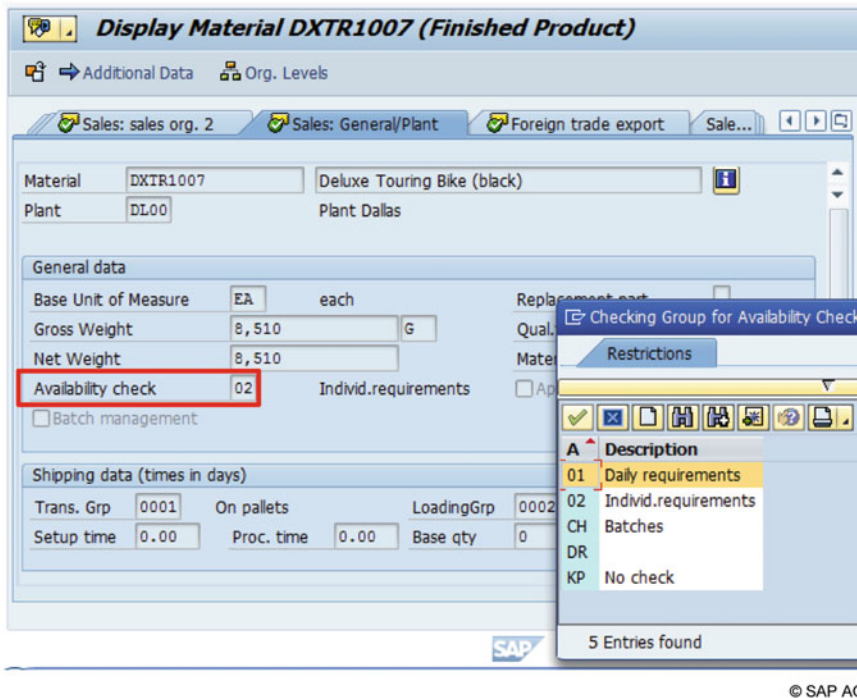 Display Material DXTR1007 (Finished Product)
Additional Data Org. Levels
Sales: sales org. 2 Sales: General/Plant Foreign trade export Sale...
Material DXTR1007 Deluxe Touring Bike (black)
Plant DL00 Plant Dallas
General data
Base Unit of Measure EA each
Gross Weight 8,510 G
Net Weight 8,510
Availability check 02 Individ.requirements
Batch management
Shipping data (times in days)
Trans. Grp 0001 On pallets LoadingGrp 0002
Setup time 0.00 Proc. time 0.00 Base qty 0
Checking Group for Availability Check
Restrictions
A Description
01 Daily requirements
02 Individ.requirements
CH Batches
DR
KP No check
5 Entries found
SAP
© SAP AG